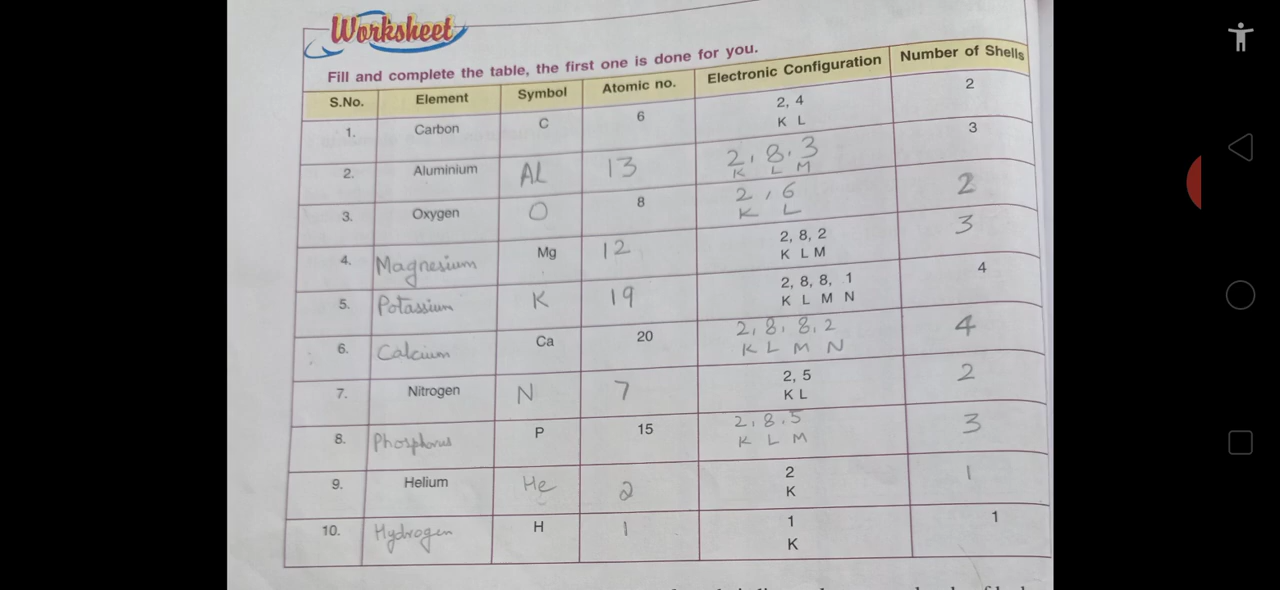 Worksheet
Fill and complete the table, the first one is done for you.
S.No. Element Symbol Atomic no. Electronic Configuration Number of Shells
1. Carbon C 6 2, 4 2
K L
2. Aluminium AL 13 2, 8, 3 3
K L M
3. Oxygen O 8 2, 6 2
K L
4. Magnesium Mg 12 2, 8, 2 3
K L M
5. Potassium K 19 2, 8, 8, 1 4
K L M N
6. Calcium Ca 20 2, 8, 8, 2 4
K L M N
7. Nitrogen N 7 2, 5 2
K L
8. Phosphorus P 15 2, 8, 5 3
K L M
9. Helium He 2 2 1
K
10. Hydrogen H 1 1 1
K